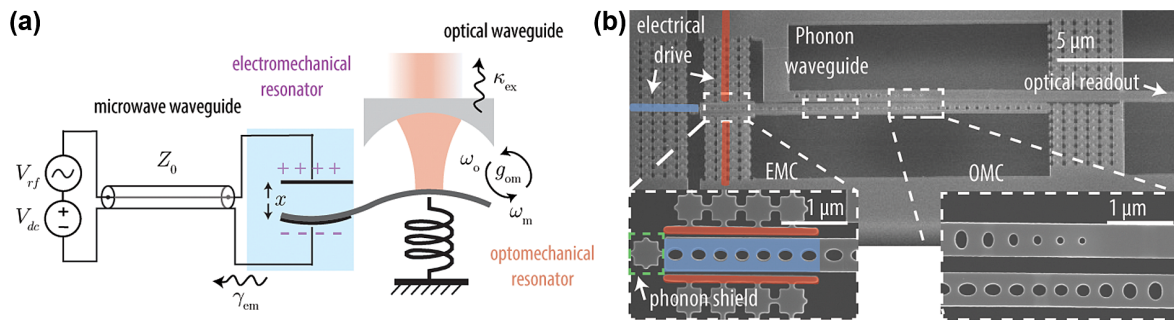 (a)
optical waveguide
κex
electromechanical
resonator
microwave waveguide
Z0
Vrf
Vdc
+ + + +
x
− − − −
γem
ωo
gom
ωm
optomechanical
resonator
+
−
(b)
electrical
drive
Phonon
waveguide
5 μm
optical readout
EMC
OMC
1 μm
1 μm
phonon shield